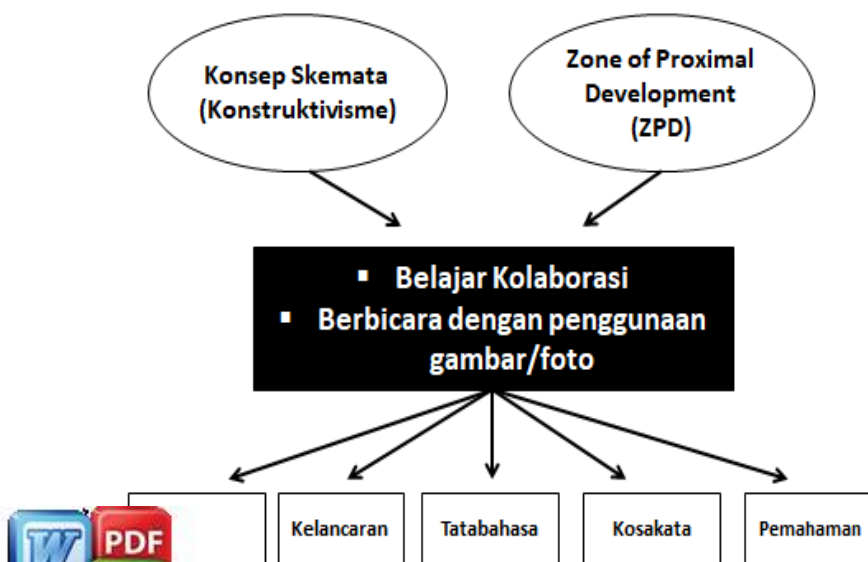 Konsep Skemata
(Konstruktivisme)
Zone of Proximal
Development
(ZPD)
▪ Belajar Kolaborasi
▪ Berbicara dengan penggunaan
gambar/foto
Kelancaran
Tatabahasa
Kosakata
Pemahaman
W
PDF